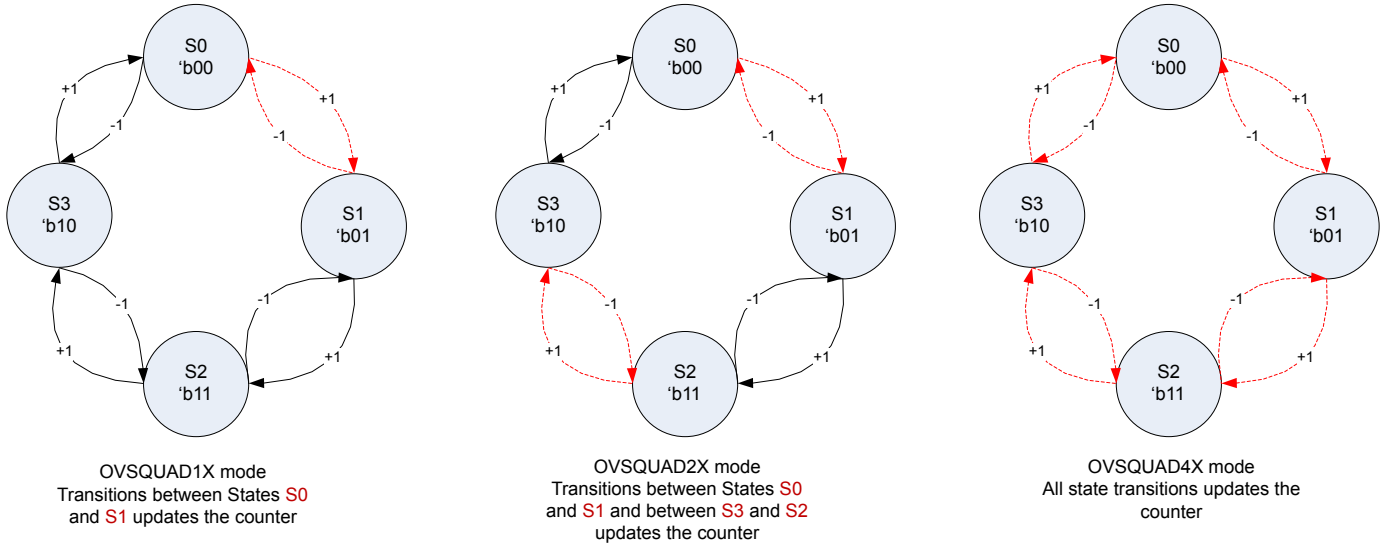 S0
‘b00
+1
-1
+1
-1
S3
‘b10
S1
‘b01
-1
+1
-1
+1
S2
‘b11
OVSQUAD1X mode
Transitions between States S0
and S1 updates the counter
S0
‘b00
+1
-1
+1
-1
S3
‘b10
S1
‘b01
-1
+1
-1
+1
S2
‘b11
OVSQUAD2X mode
Transitions between States S0
and S1 and between S3 and S2
updates the counter
S0
‘b00
+1
-1
+1
-1
S3
‘b10
S1
‘b01
-1
+1
-1
+1
S2
‘b11
OVSQUAD4X mode
All state transitions updates the
counter